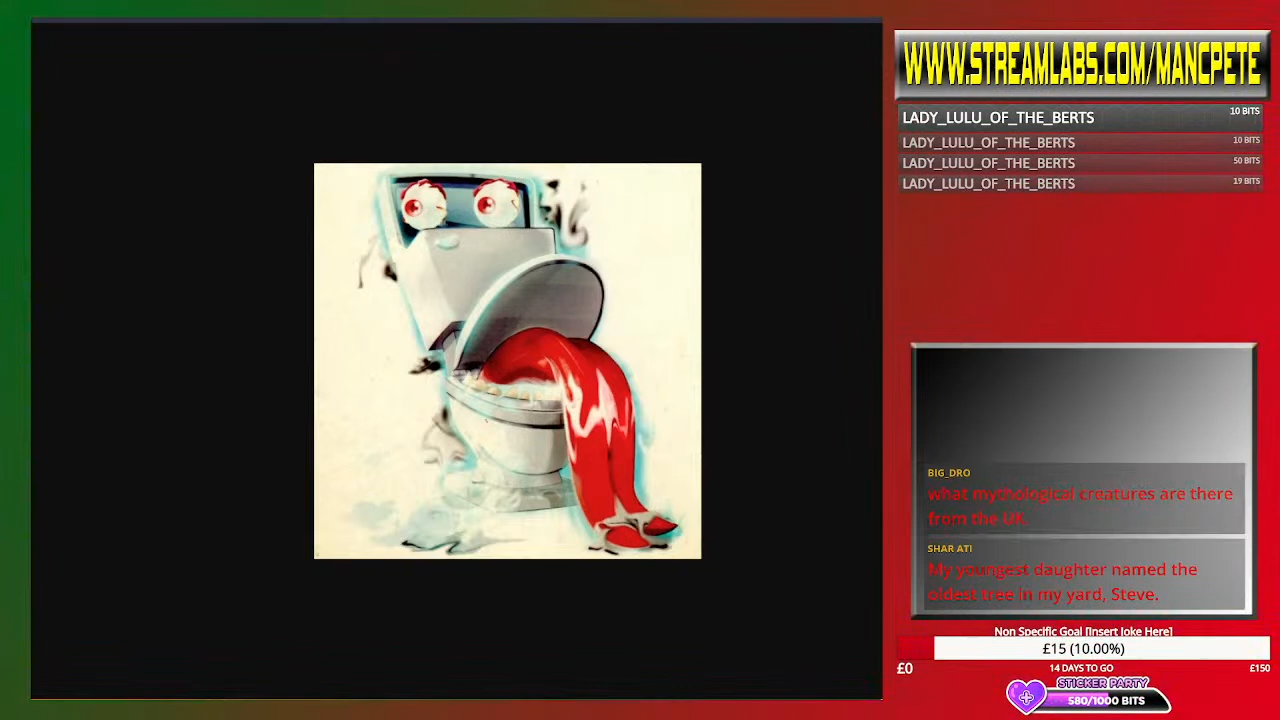 WWW.STREAMLABS.COM/MANCPETE
LADY_LULU_OF_THE_BERTS 10 BITS
LADY_LULU_OF_THE_BERTS 10 BITS
LADY_LULU_OF_THE_BERTS 50 BITS
LADY_LULU_OF_THE_BERTS 19 BITS
BIG_DRO
what mythological creatures are there
from the UK.
SHAR ATI
My youngest daughter named the
oldest tree in my yard, Steve.
Non Specific Goal [Insert Joke Here]
£15 (10.00%)
£0 14 DAYS TO GO £150
STICKER PARTY
580/1000 BITS